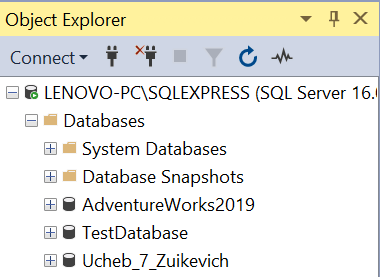 Object Explorer
Connect
LENOVO-PC\SQLEXPRESS (SQL Server 16.
Databases
System Databases
Database Snapshots
AdventureWorks2019
TestDatabase
Ucheb_7_Zuikevich